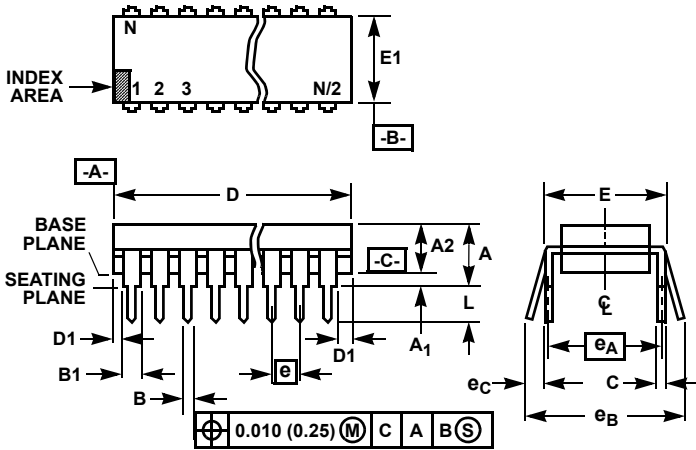 N
E1
INDEX
AREA
1 2 3 N/2
-B-
-A-
D
E
BASE
PLANE
A2
A
-C-
SEATING
PLANE
L
D1
A1
D1
e
eA
B1
eC
C
B
eB
0.010 (0.25) Ⓜ C A B Ⓢ